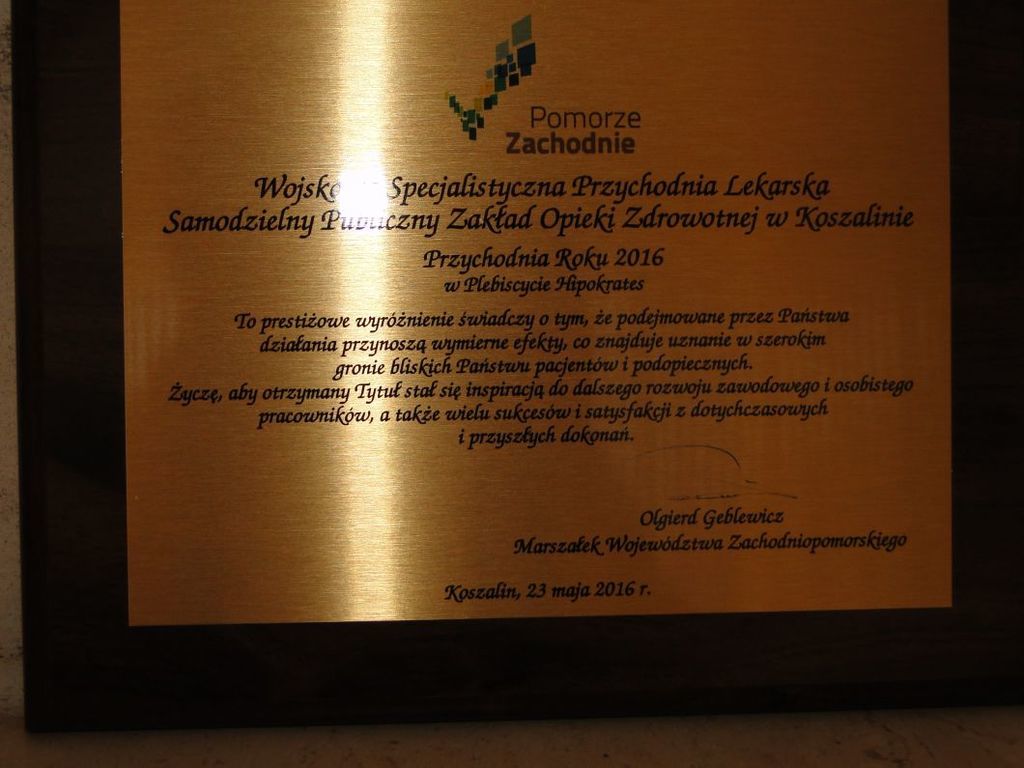 Pomorze
Zachodnie
Wojskowa Specjalistyczna Przychodnia Lekarska
Samodzielny Publiczny Zakład Opieki Zdrowotnej w Koszalinie
Przychodnia Roku 2016
w Plebiscycie Hipokrates
To prestiżowe wyróżnienie świadczy o tym, że podejmowane przez Państwa
działania przynoszą wymierne efekty, co znajduje uznanie w szerokim
gronie bliskich Państwu pacjentów i podopiecznych.
Życzę, aby otrzymany Tytuł stał się inspiracją do dalszego rozwoju zawodowego i osobistego
pracowników, a także wielu sukcesów i satysfakcji z dotychczasowych
i przyszłych dokonań.
Olgierd Geblewicz
Marszałek Województwa Zachodniopomorskiego
Koszalin, 23 maja 2016 r.